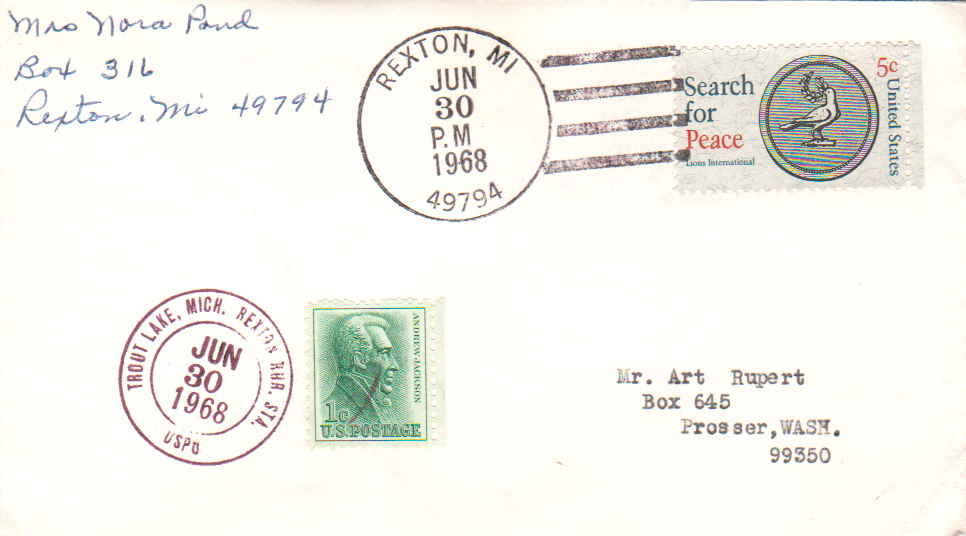 Mrs Nora Pond
Box 316
Rexton, Mi 49794
REXTON, MI
JUN
30
P.M
1968
49794
Search
for
Peace
Lions International
5c
United States
TROUT LAKE, MICH. REXTON RUR. STA.
JUN
30
1968
USPO
ANDREW JACKSON
1c
U.S. POSTAGE
Mr. Art Rupert
Box 645
Prosser, WASH.
99350